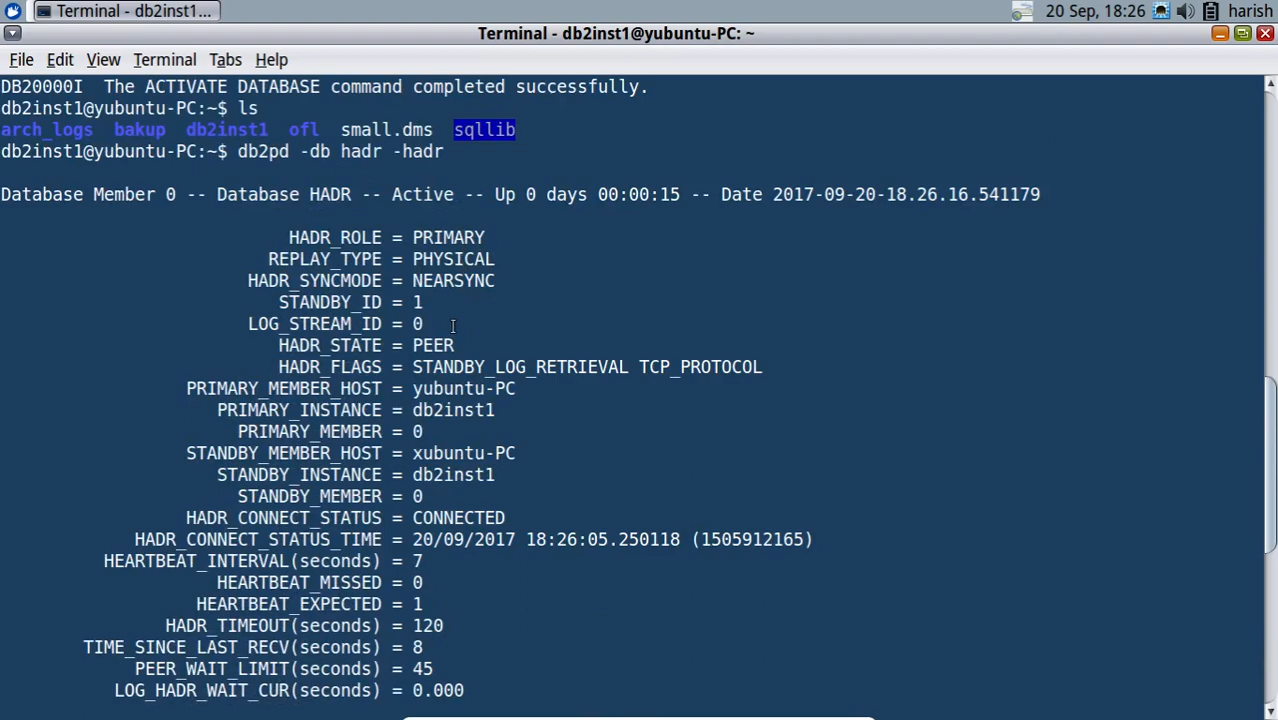 Terminal - db2inst1...
20 Sep, 18:26
harish
Terminal - db2inst1@yubuntu-PC: ~
File Edit View Terminal Tabs Help
DB20000I  The ACTIVATE DATABASE command completed successfully.
db2inst1@yubuntu-PC:~$ ls
arch_logs  bakup  db2inst1  ofl  small.dms  sqllib
db2inst1@yubuntu-PC:~$ db2pd -db hadr -hadr
Database Member 0 -- Database HADR -- Active -- Up 0 days 00:00:15 -- Date 2017-09-20-18.26.16.541179
HADR_ROLE = PRIMARY
REPLAY_TYPE = PHYSICAL
HADR_SYNCMODE = NEARSYNC
STANDBY_ID = 1
LOG_STREAM_ID = 0
HADR_STATE = PEER
HADR_FLAGS = STANDBY_LOG_RETRIEVAL TCP_PROTOCOL
PRIMARY_MEMBER_HOST = yubuntu-PC
PRIMARY_INSTANCE = db2inst1
PRIMARY_MEMBER = 0
STANDBY_MEMBER_HOST = xubuntu-PC
STANDBY_INSTANCE = db2inst1
STANDBY_MEMBER = 0
HADR_CONNECT_STATUS = CONNECTED
HADR_CONNECT_STATUS_TIME = 20/09/2017 18:26:05.250118 (1505912165)
HEARTBEAT_INTERVAL(seconds) = 7
HEARTBEAT_MISSED = 0
HEARTBEAT_EXPECTED = 1
HADR_TIMEOUT(seconds) = 120
TIME_SINCE_LAST_RECV(seconds) = 8
PEER_WAIT_LIMIT(seconds) = 45
LOG_HADR_WAIT_CUR(seconds) = 0.000